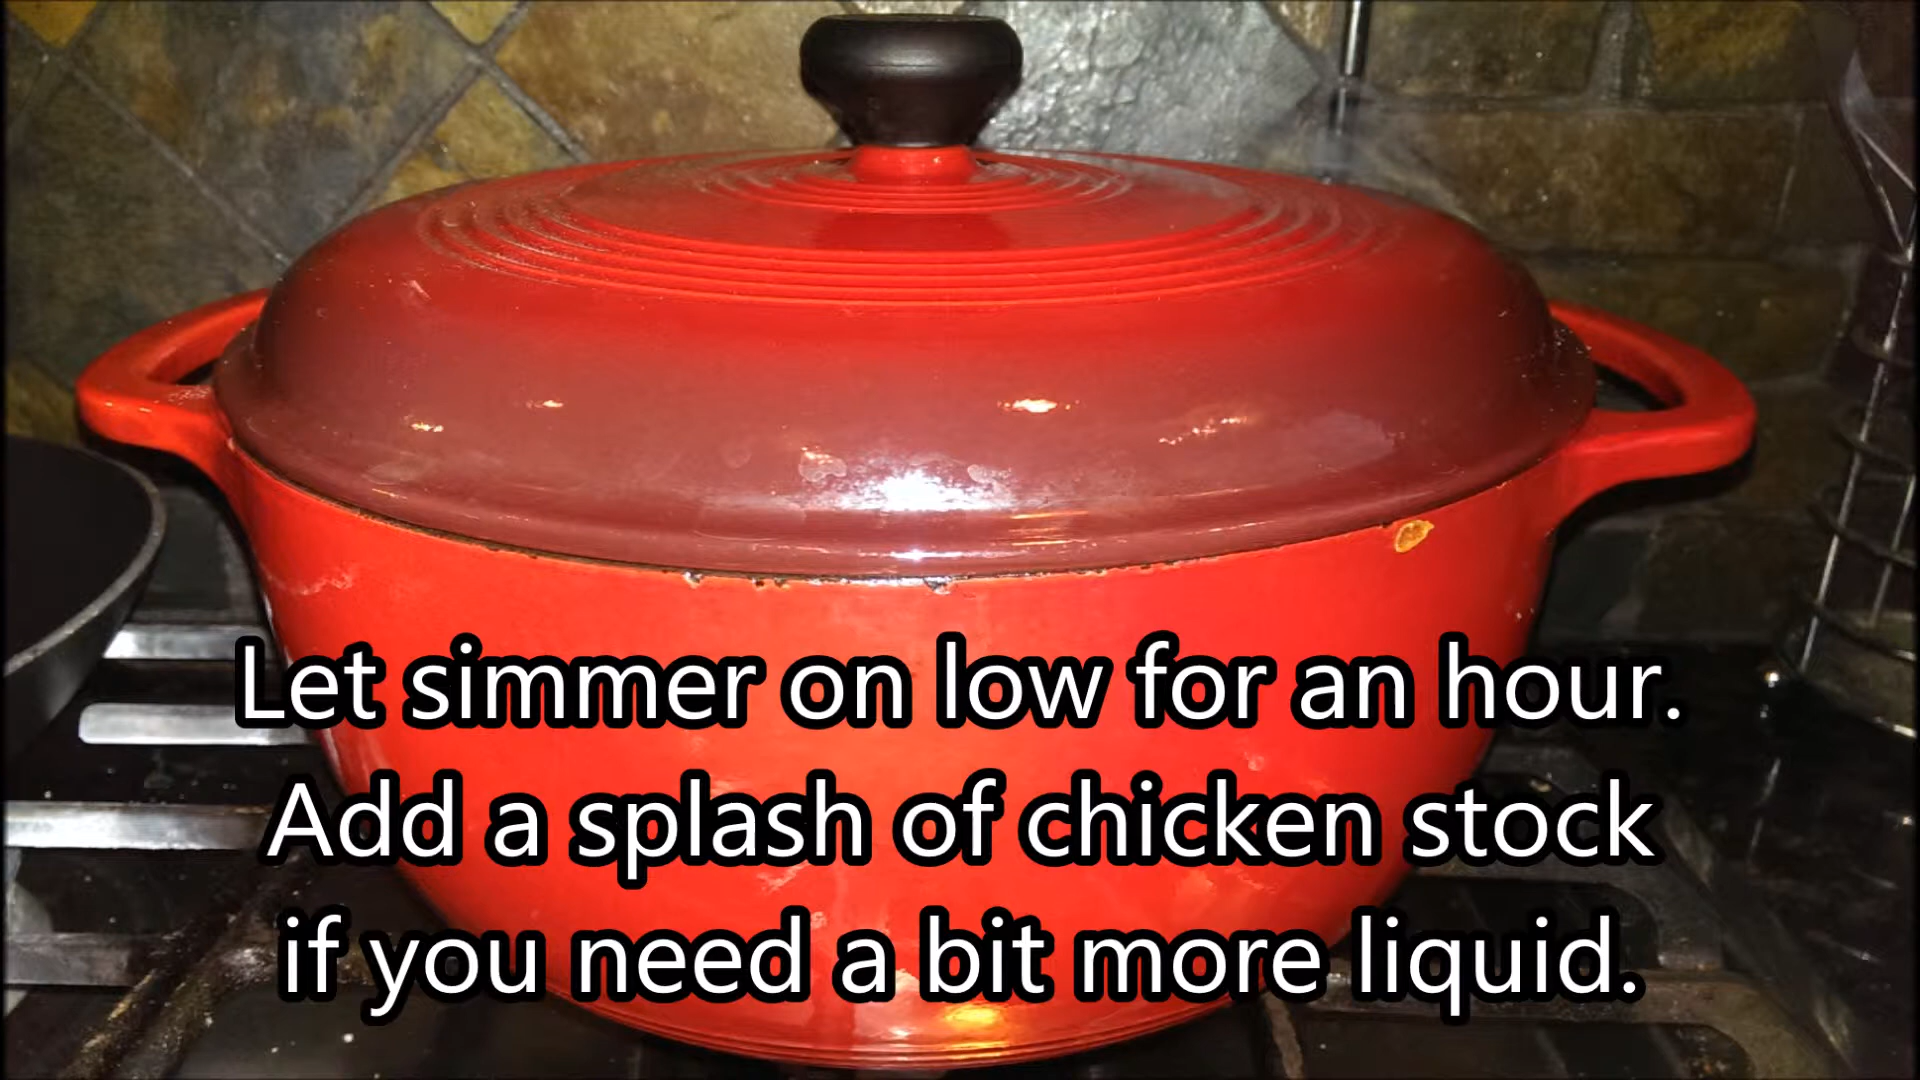 Let simmer on low for an hour.
Add a splash of chicken stock
if you need a bit more liquid.